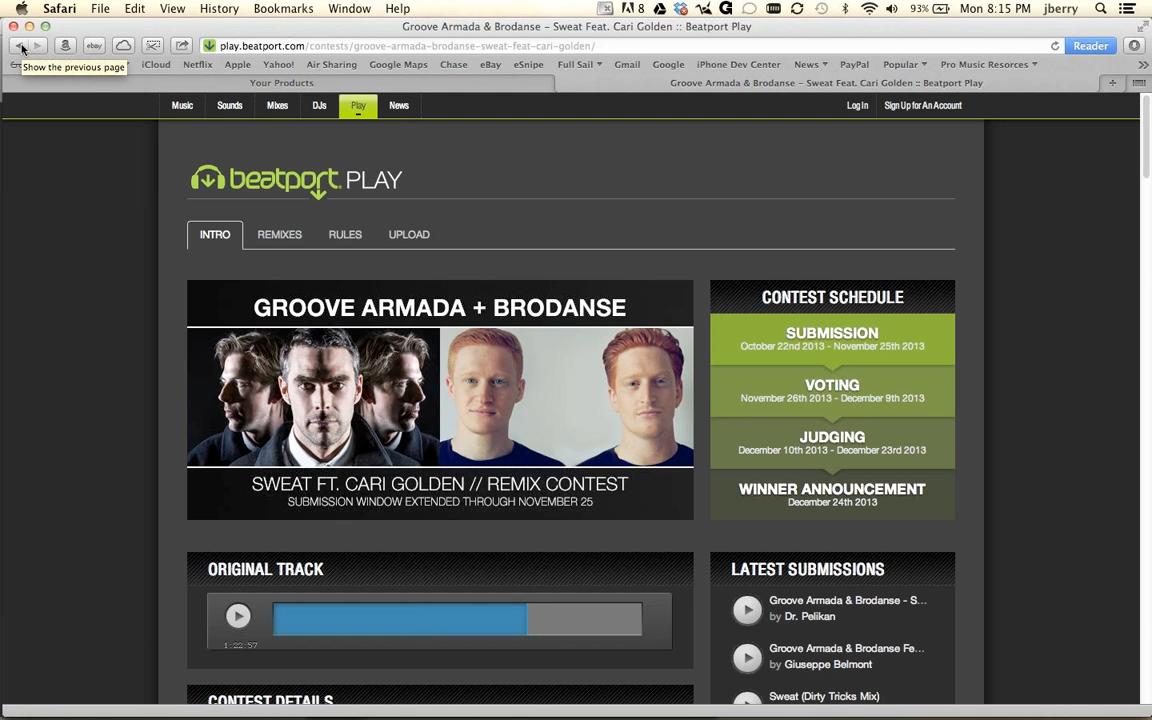 Safari File Edit View History Bookmarks Window Help 8 93% Mon 8:15 PM jberry
Groove Armada & Brodanse – Sweat Feat. Cari Golden :: Beatport Play
ebay play.beatport.com/contests/groove-armada-brodanse-sweat-feat-cari-golden/ Reader
iCloud Netflix Apple Yahoo! Air Sharing Google Maps Chase eBay eSnipe Full Sail Gmail Google iPhone Dev Center News PayPal Popular Pro Music Resorces
Show the previous page
Your Products Groove Armada & Brodanse – Sweat Feat. Cari Golden :: Beatport Play
Music Sounds Mixes DJs Play News Log In Sign Up for An Account
beatport PLAY
INTRO REMIXES RULES UPLOAD
GROOVE ARMADA + BRODANSE
SWEAT FT. CARI GOLDEN // REMIX CONTEST
SUBMISSION WINDOW EXTENDED THROUGH NOVEMBER 25
CONTEST SCHEDULE
SUBMISSION
October 22nd 2013 - November 25th 2013
VOTING
November 26th 2013 - December 9th 2013
JUDGING
December 10th 2013 - December 23rd 2013
WINNER ANNOUNCEMENT
December 24th 2013
ORIGINAL TRACK
1:22:57
CONTEST DETAILS
LATEST SUBMISSIONS
Groove Armada & Brodanse - S...
by Dr. Pelikan
Groove Armada & Brodanse Fe...
by Giuseppe Belmont
Sweat (Dirty Tricks Mix)